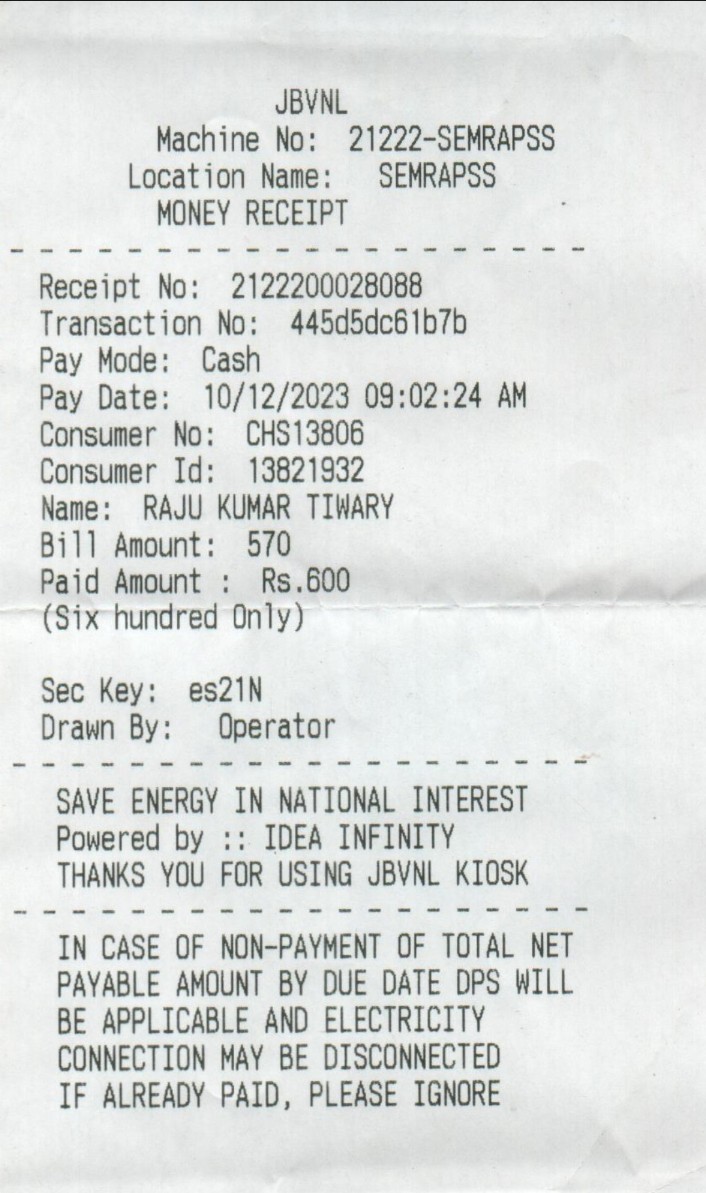 JBVNL
Machine No: 21222-SEMRAPSS
Location Name: SEMRAPSS
MONEY RECEIPT
- - - - - - - - - - - - - - - - - - - -
Receipt No: 2122200028088
Transaction No: 445d5dc61b7b
Pay Mode: Cash
Pay Date: 10/12/2023 09:02:24 AM
Consumer No: CHS13806
Consumer Id: 13821932
Name: RAJU KUMAR TIWARY
Bill Amount: 570
Paid Amount : Rs.600
(Six hundred Only)
Sec Key: es21N
Drawn By: Operator
- - - - - - - - - - - - - - - - - - - -
SAVE ENERGY IN NATIONAL INTEREST
Powered by :: IDEA INFINITY
THANKS YOU FOR USING JBVNL KIOSK
- - - - - - - - - - - - - - - - - - - -
IN CASE OF NON-PAYMENT OF TOTAL NET
PAYABLE AMOUNT BY DUE DATE DPS WILL
BE APPLICABLE AND ELECTRICITY
CONNECTION MAY BE DISCONNECTED
IF ALREADY PAID, PLEASE IGNORE